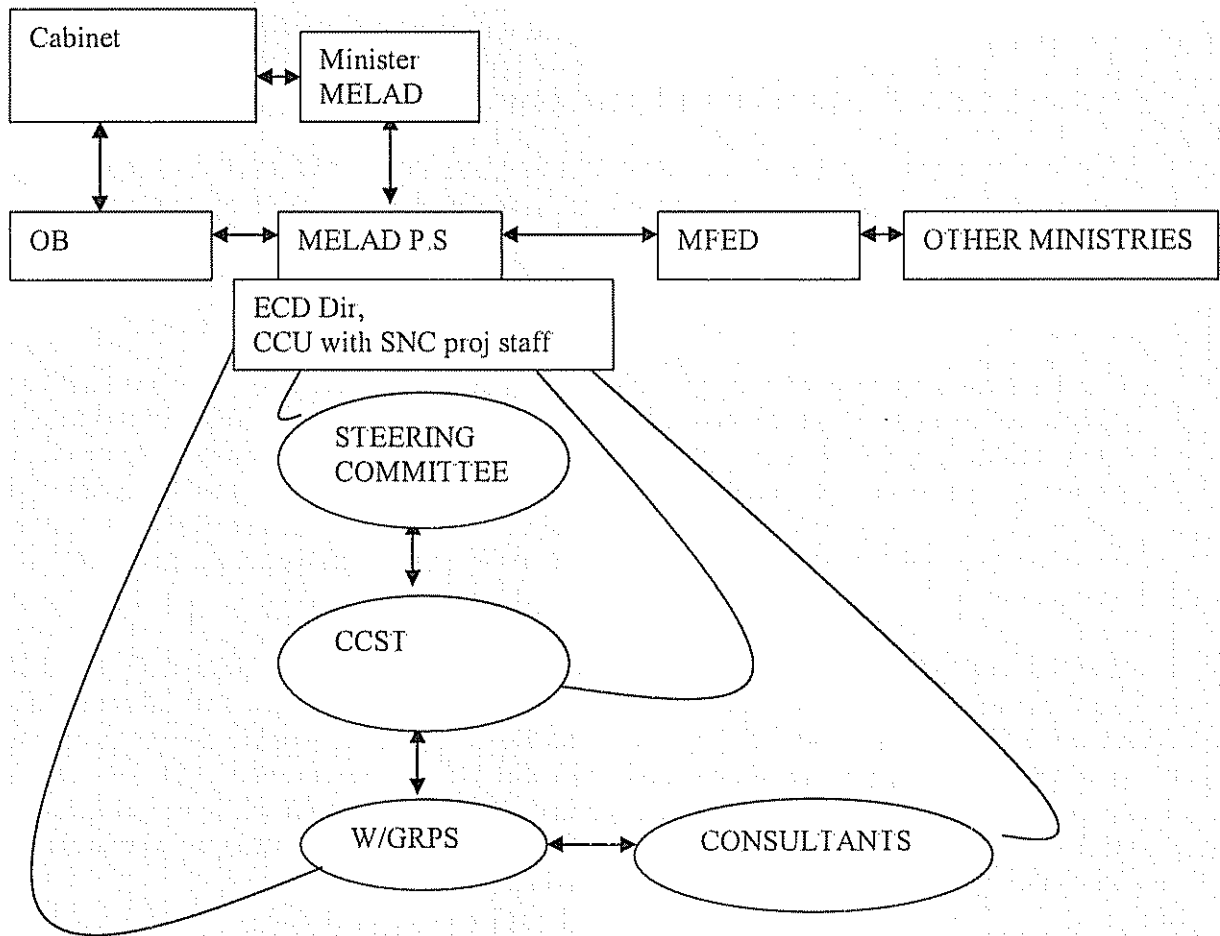 Cabinet
Minister
MELAD
OB
MELAD P.S
MFED
OTHER MINISTRIES
ECD Dir,
CCU with SNC proj staff
STEERING
COMMITTEE
CCST
W/GRPS
CONSULTANTS